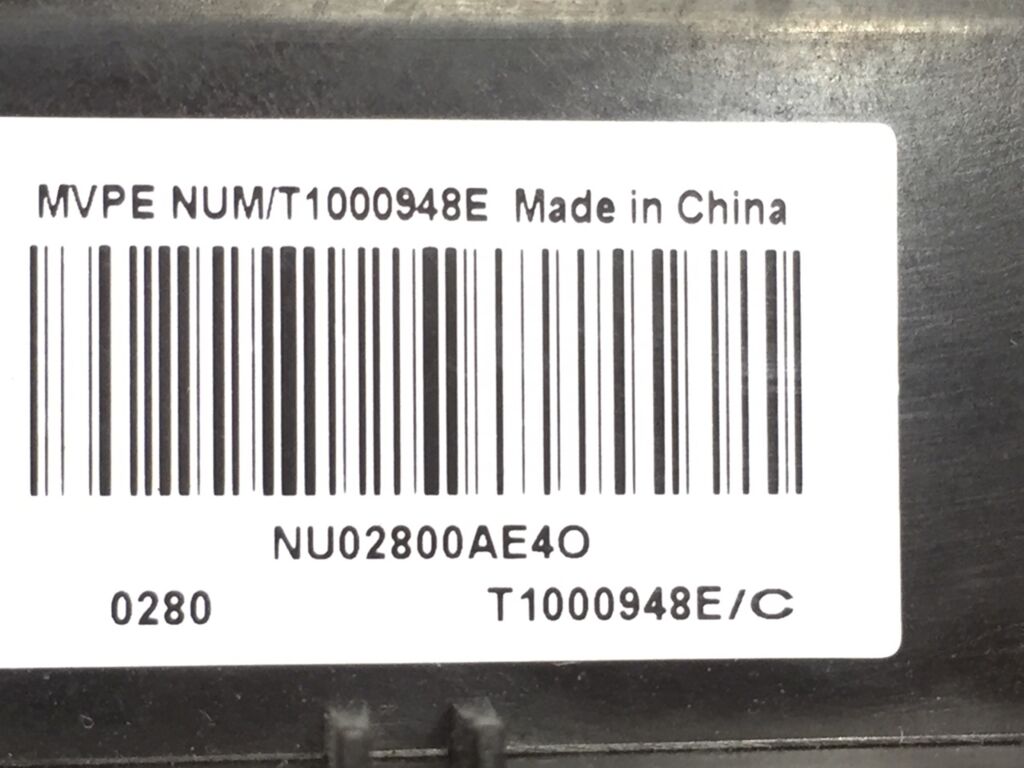 MVPE NUM/T1000948E Made in China
NU02800AE4O
0280 T1000948E/C